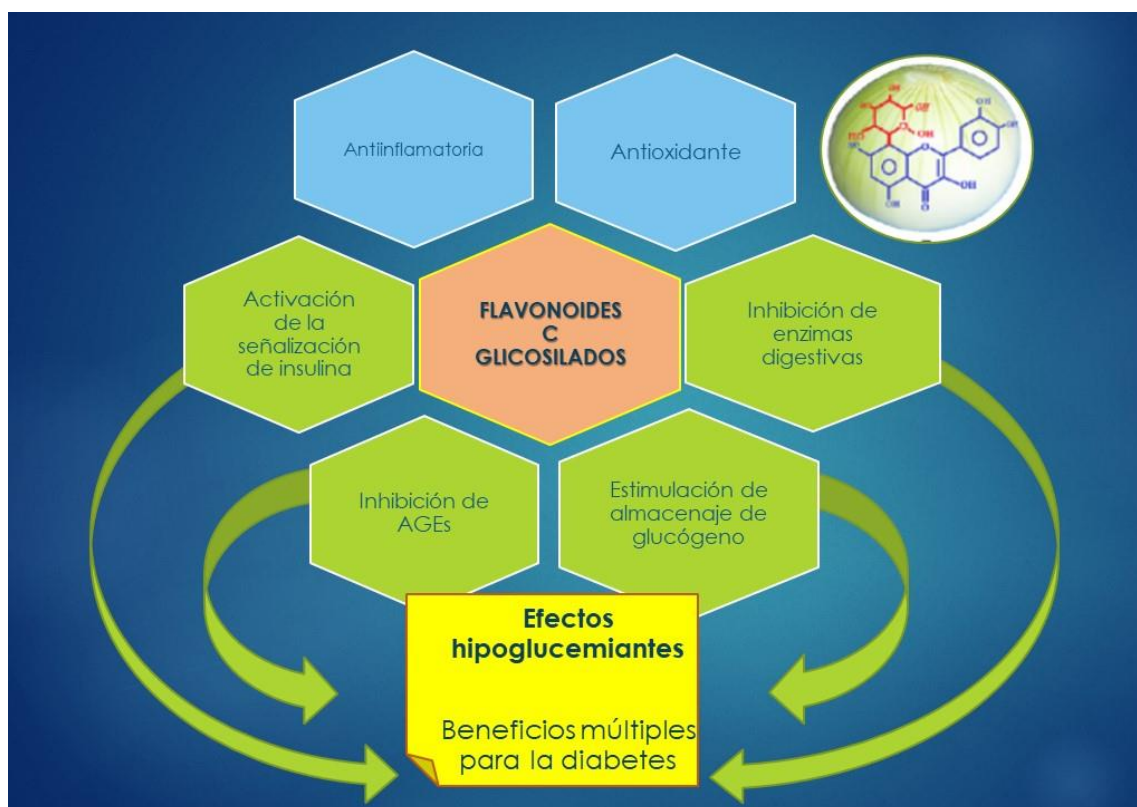 Antiinflamatoria
Antioxidante
Activación
de la
señalización
de insulina
FLAVONOIDES
C
GLICOSILADOS
Inhibición de
enzimas
digestivas
Inhibición de
AGEs
Estimulación de
almacenaje de
glucógeno
Efectos
hipoglucemiantes
Beneficios múltiples
para la diabetes